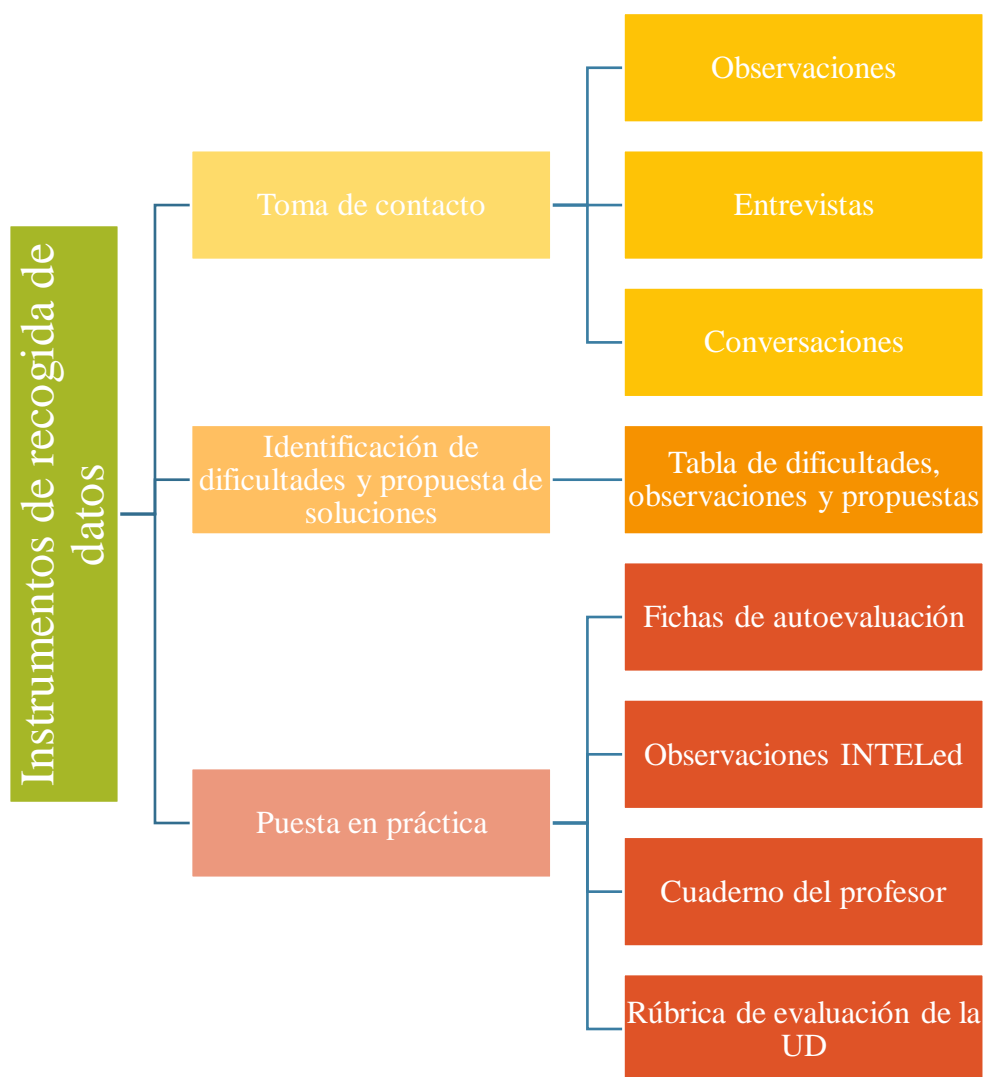 Instrumentos de recogida de
datos
Toma de contacto
Observaciones
Entrevistas
Conversaciones
Identificación de
dificultades y propuesta de
soluciones
Tabla de dificultades,
observaciones y propuestas
Puesta en práctica
Fichas de autoevaluación
Observaciones INTELed
Cuaderno del profesor
Rúbrica de evaluación de la
UD